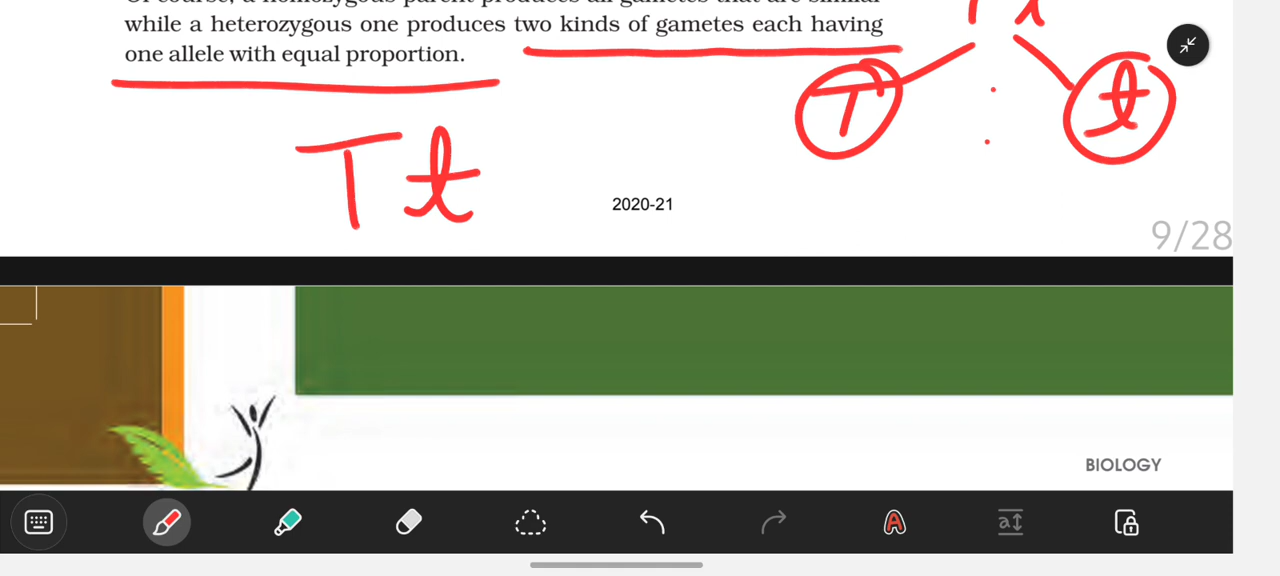 while a heterozygous one produces two kinds of gametes each having
one allele with equal proportion.
T t
T t
2020-21
9/28
BIOLOGY
A
a